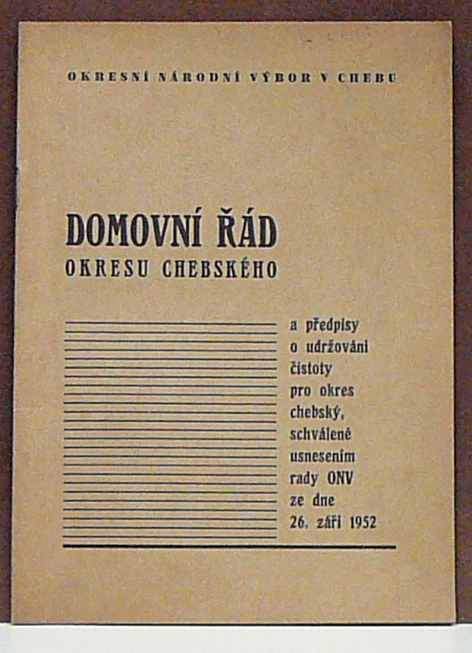 OKRESNÍ NÁRODNÍ VÝBOR V CHEBU
DOMOVNÍ ŘÁD
OKRESU CHEBSKÉHO
a předpisy
o udržování
čistoty
pro okres
chebský,
schválené
usnesením
rady ONV
ze dne
26. září 1952